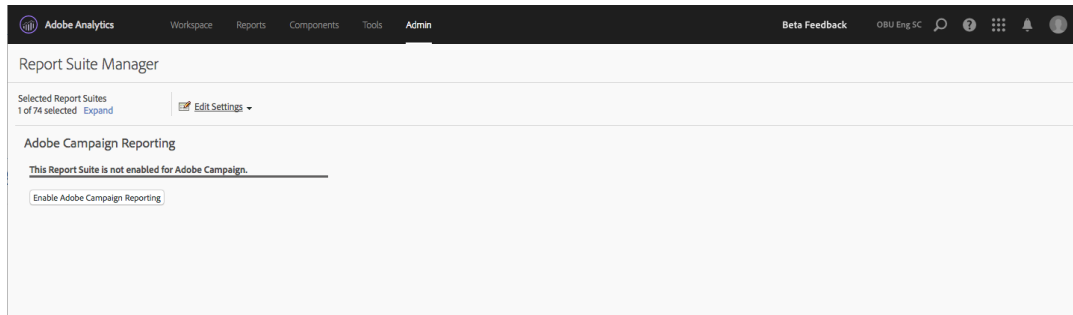 Adobe Analytics Workspace Reports Components Tools Admin Beta Feedback OBU Eng SC
Report Suite Manager
Selected Report Suites
1 of 74 selected Expand
Edit Settings
Adobe Campaign Reporting
This Report Suite is not enabled for Adobe Campaign.
Enable Adobe Campaign Reporting